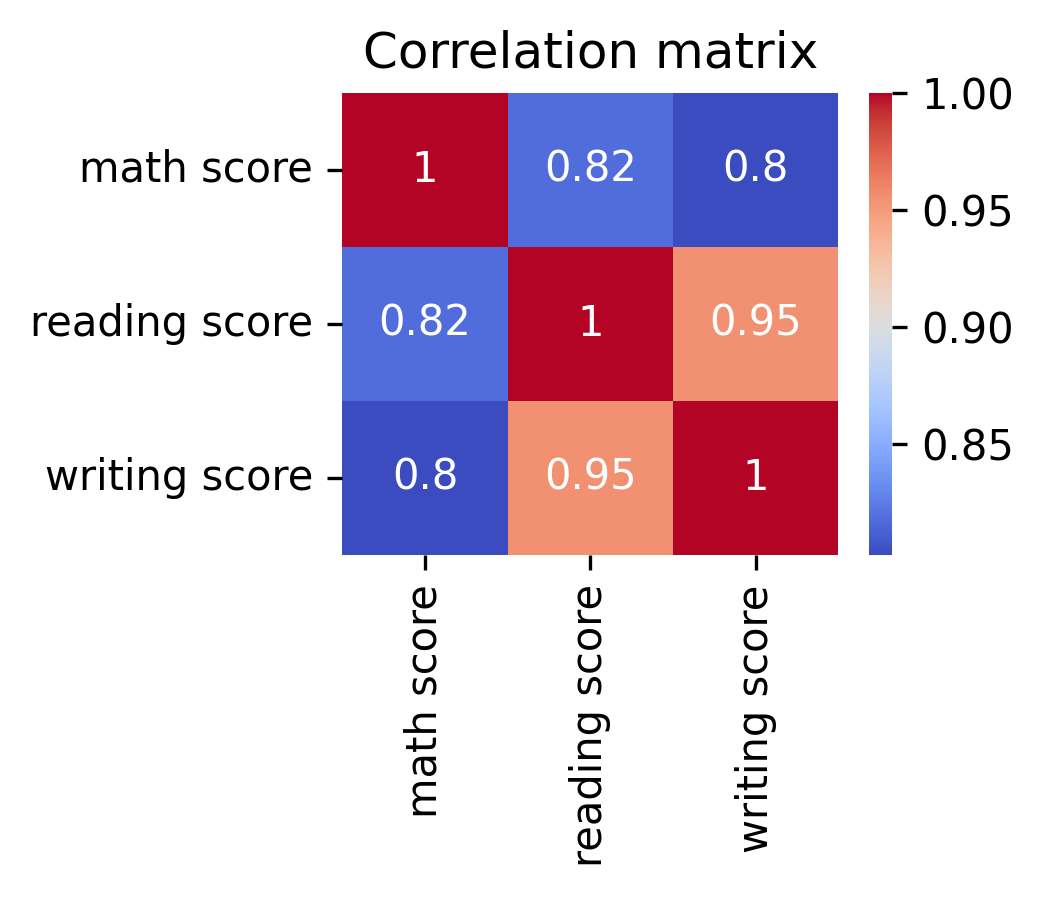 Correlation matrix
math score 1 0.82 0.8
reading score 0.82 1 0.95
writing score 0.8 0.95 1
math score
reading score
writing score
1.00
0.95
0.90
0.85